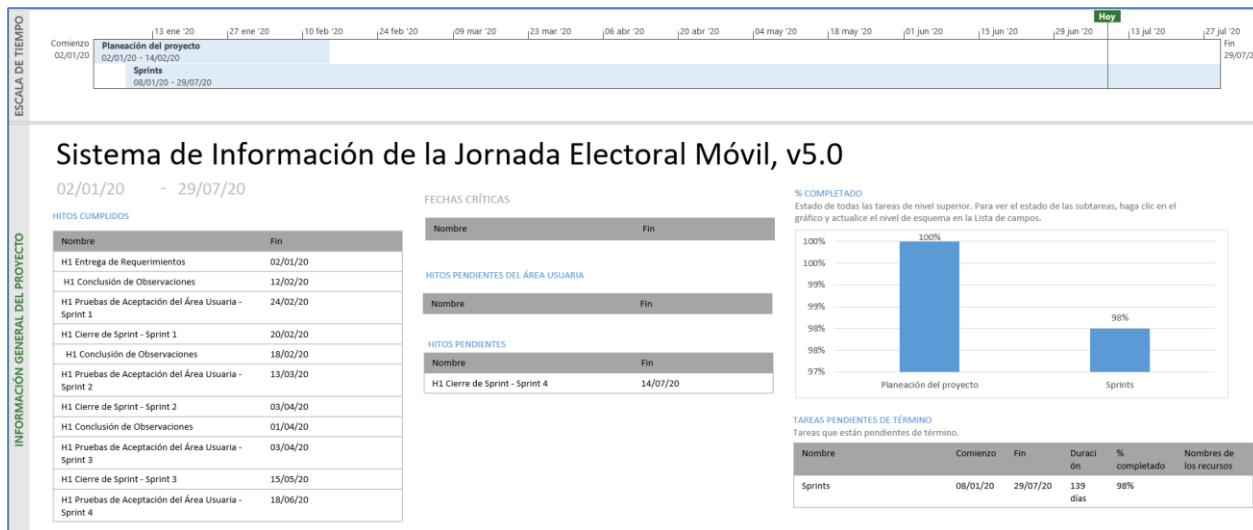 ESCALA DE TIEMPO
Hoy
13 ene '20 27 ene '20 10 feb '20 24 feb '20 09 mar '20 23 mar '20 06 abr '20 20 abr '20 04 may '20 18 may '20 01 jun '20 15 jun '20 29 jun '20 13 jul '20 27 jul '20
Comienzo
02/01/20
Planeación del proyecto
02/01/20 - 14/02/20
Sprints
08/01/20 - 29/07/20
Fin
29/07/2
INFORMACIÓN GENERAL DEL PROYECTO
Sistema de Información de la Jornada Electoral Móvil, v5.0
02/01/20 - 29/07/20
HITOS CUMPLIDOS
Nombre Fin
H1 Entrega de Requerimientos 02/01/20
H1 Conclusión de Observaciones 12/02/20
H1 Pruebas de Aceptación del Área Usuaria - 24/02/20
Sprint 1
H1 Cierre de Sprint - Sprint 1 20/02/20
H1 Conclusión de Observaciones 18/02/20
H1 Pruebas de Aceptación del Área Usuaria - 13/03/20
Sprint 2
H1 Cierre de Sprint - Sprint 2 03/04/20
H1 Conclusión de Observaciones 01/04/20
H1 Pruebas de Aceptación del Área Usuaria - 03/04/20
Sprint 3
H1 Cierre de Sprint - Sprint 3 15/05/20
H1 Pruebas de Aceptación del Área Usuaria - 18/06/20
Sprint 4
FECHAS CRÍTICAS
Nombre Fin
HITOS PENDIENTES DEL ÁREA USUARIA
Nombre Fin
HITOS PENDIENTES
Nombre Fin
H1 Cierre de Sprint - Sprint 4 14/07/20
% COMPLETADO
Estado de todas las tareas de nivel superior. Para ver el estado de las subtareas, haga clic en el
gráfico y actualice el nivel de esquema en la Lista de campos.
100%
100%
99%
99%
98%
98%
97%
100%
98%
Planeación del proyecto Sprints
TAREAS PENDIENTES DE TÉRMINO
Tareas que están pendientes de término.
Nombre Comienzo Fin Duraci % Nombres de
ón completado los recursos
Sprints 08/01/20 29/07/20 139 98%
días